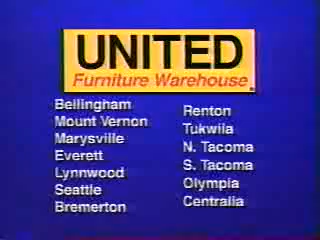 UNITED
Furniture Warehouse
Bellingham
Mount Vernon
Marysville
Everett
Lynnwood
Seattle
Bremerton
Renton
Tukwila
N. Tacoma
S. Tacoma
Olympia
Centralia